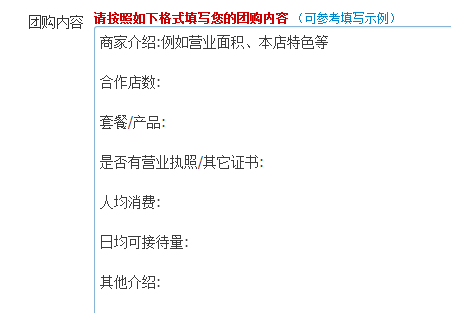 团购内容 请按照如下格式填写您的团购内容 （可参考填写示例）
商家介绍:例如营业面积、本店特色等
合作店数:
套餐/产品:
是否有营业执照/其它证书:
人均消费:
日均可接待量:
其他介绍: